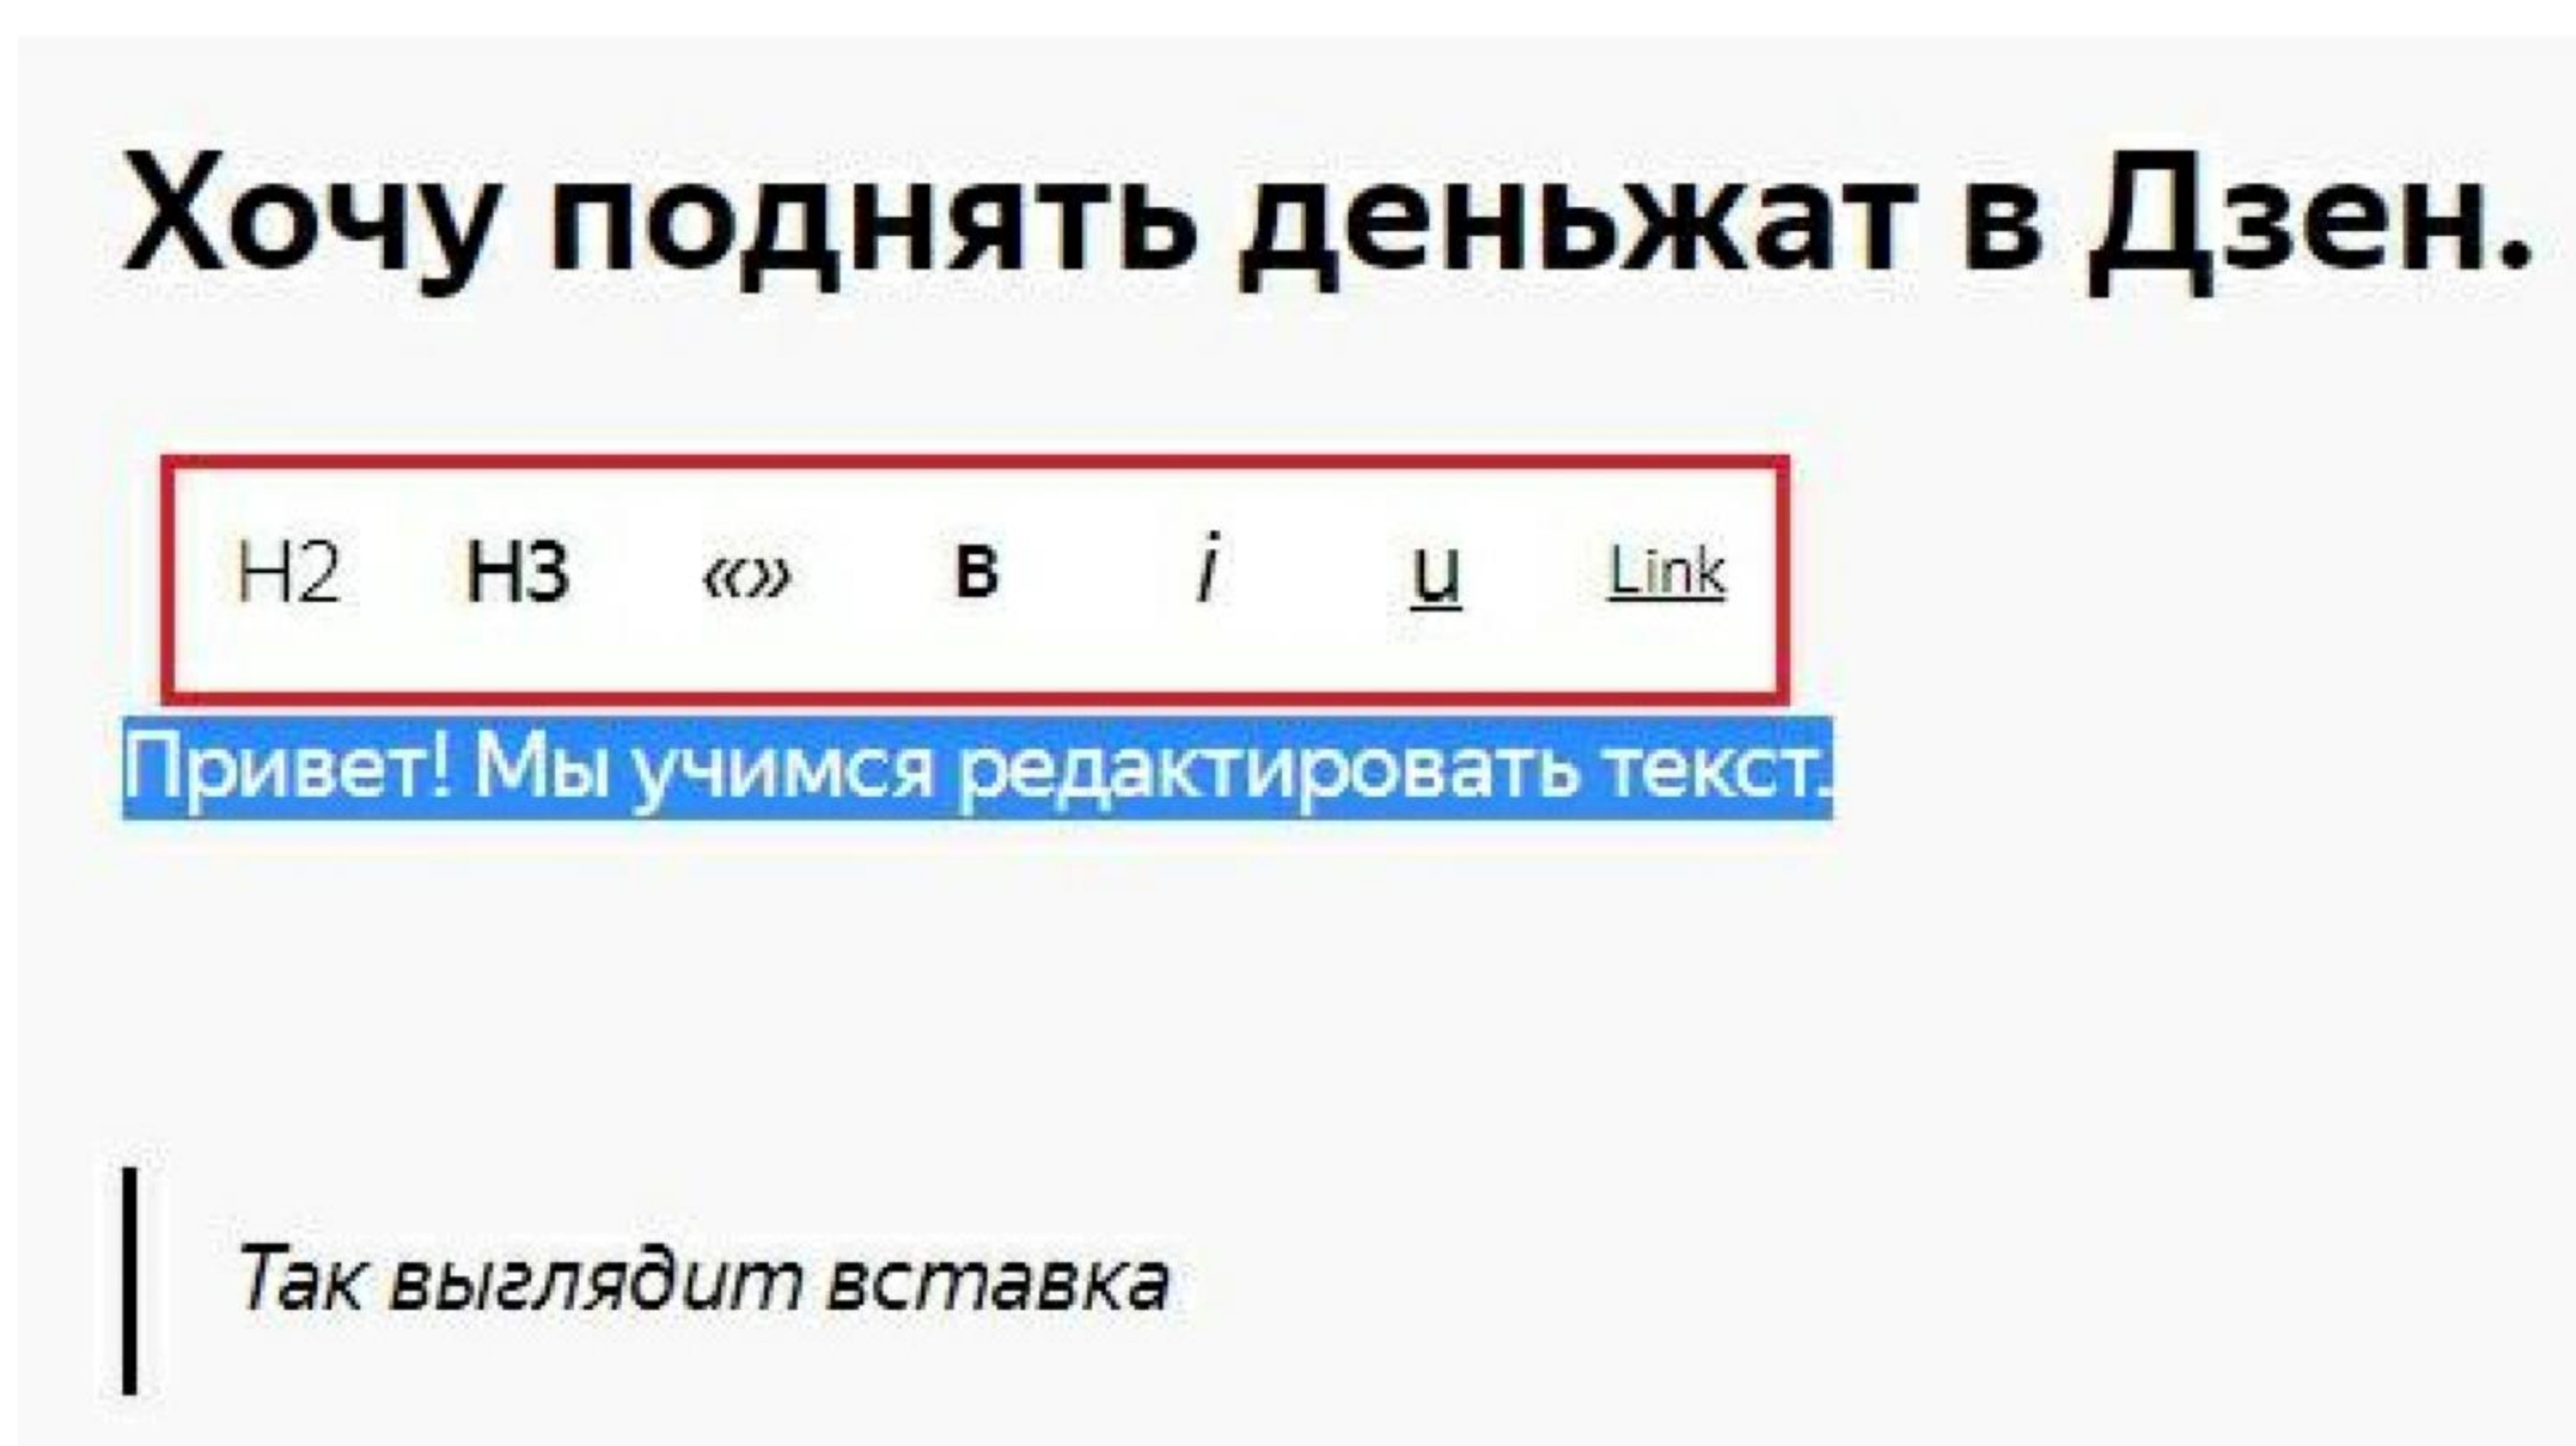 Хочу поднять деньжат в Дзен.
H2 H3 «» B i u Link
Привет! Мы учимся редактировать текст.
Так выглядит вставка